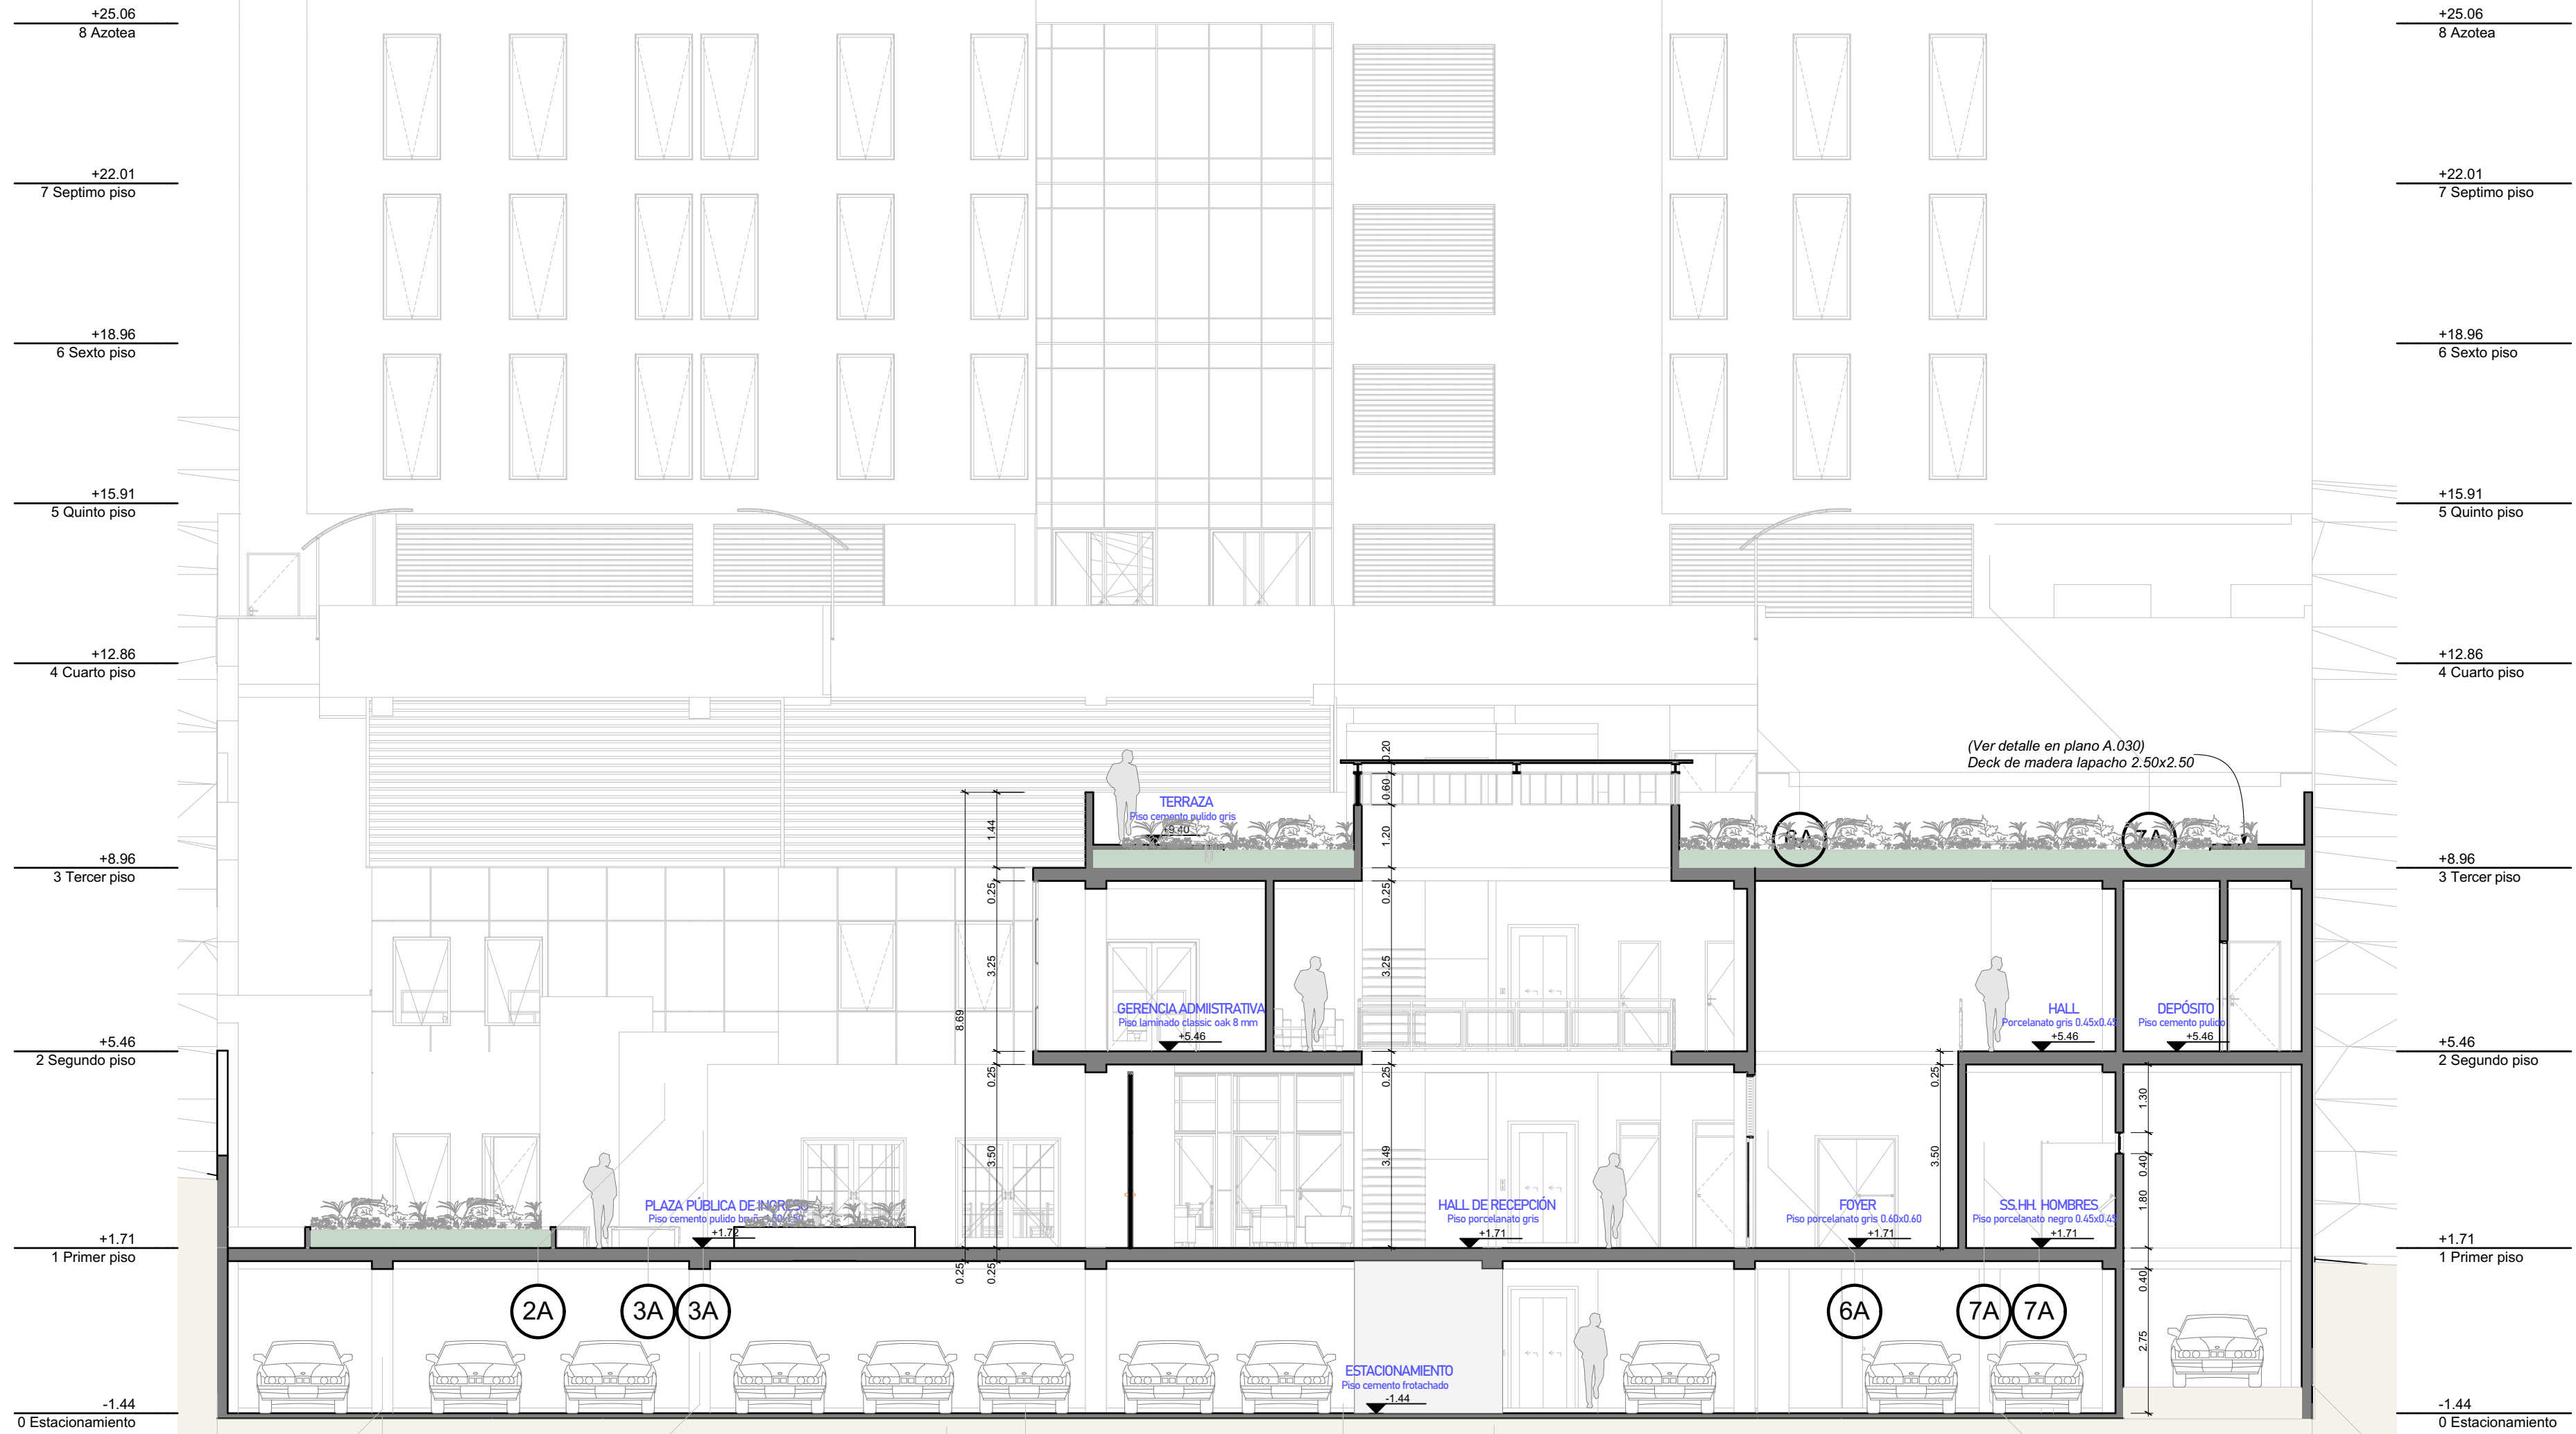 +25.06
8 Azotea
+25.06
8 Azotea
+22.01
7 Septimo piso
+22.01
7 Septimo piso
+18.96
6 Sexto piso
+18.96
6 Sexto piso
+15.91
5 Quinto piso
+15.91
5 Quinto piso
+12.86
4 Cuarto piso
+12.86
4 Cuarto piso
(Ver detalle en plano A.030)
Deck de madera lapacho 2.50x2.50
0.20
0.60
1.20
1.44
TERRAZA
Piso cemento pulido gris
+9.40
7A
+8.96
3 Tercer piso
+8.96
3 Tercer piso
0.25
0.25
3.25
3.25
8.69
GERENCIA ADMIISTRATIVA
Piso laminado classic oak 8 mm
+5.46
HALL
Porcelanato gris 0.45x0.45
+5.46
DEPÓSITO
Piso cemento pulido
+5.46
+5.46
2 Segundo piso
+5.46
2 Segundo piso
0.25
0.25
0.25
1.30
3.50
3.49
3.50
0.40
1.80
PLAZA PÚBLICA DE INGRESO
Piso cemento pulido
+1.72
HALL DE RECEPCIÓN
Piso porcelanato gris
+1.71
FOYER
Piso porcelanato gris 0.60x0.60
+1.71
SS.HH. HOMBRES
Piso porcelanato negro 0.45x0.45
+1.71
+1.71
1 Primer piso
+1.71
1 Primer piso
0.25
0.25
0.40
2A
3A
3A
6A
7A
7A
2.75
ESTACIONAMIENTO
Piso cemento frotachado
-1.44
-1.44
0 Estacionamiento
-1.44
0 Estacionamiento